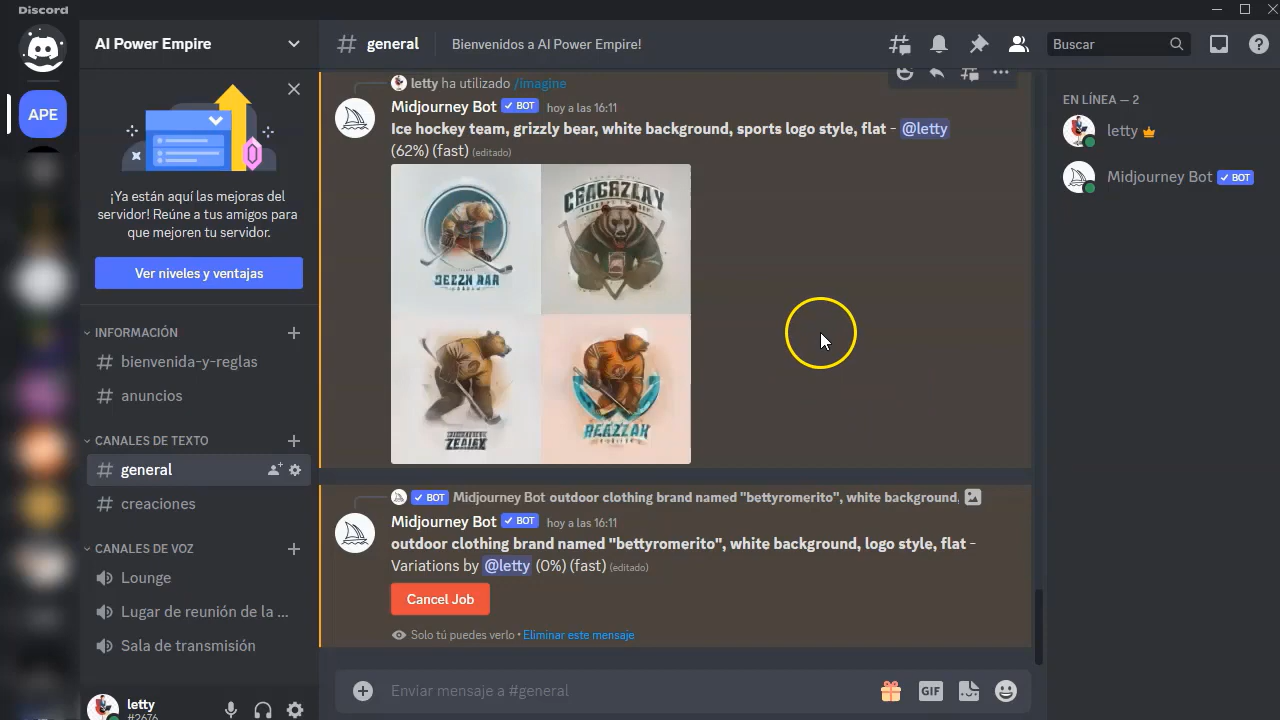 Discord
AI Power Empire
# general
Bienvenidos a AI Power Empire!
Buscar
APE
¡Ya están aquí las mejoras del
servidor! Reúne a tus amigos para
que mejoren tu servidor.
Ver niveles y ventajas
INFORMACIÓN
# bienvenida-y-reglas
# anuncios
CANALES DE TEXTO
# general
# creaciones
CANALES DE VOZ
Lounge
Lugar de reunión de la ...
Sala de transmisión
letty
#2676
letty ha utilizado /imagine
Midjourney Bot BOT hoy a las 16:11
Ice hockey team, grizzly bear, white background, sports logo style, flat - @letty
(62%) (fast) (editado)
CRAGRZLAY
DEEZN RAR
ZENIAK
REAZZAK
BOT Midjourney Bot outdoor clothing brand named "bettyromerito", white background,
Midjourney Bot BOT hoy a las 16:11
outdoor clothing brand named "bettyromerito", white background, logo style, flat -
Variations by @letty (0%) (fast) (editado)
Cancel Job
Solo tú puedes verlo • Eliminar este mensaje
Enviar mensaje a #general
GIF
EN LÍNEA — 2
letty
Midjourney Bot BOT